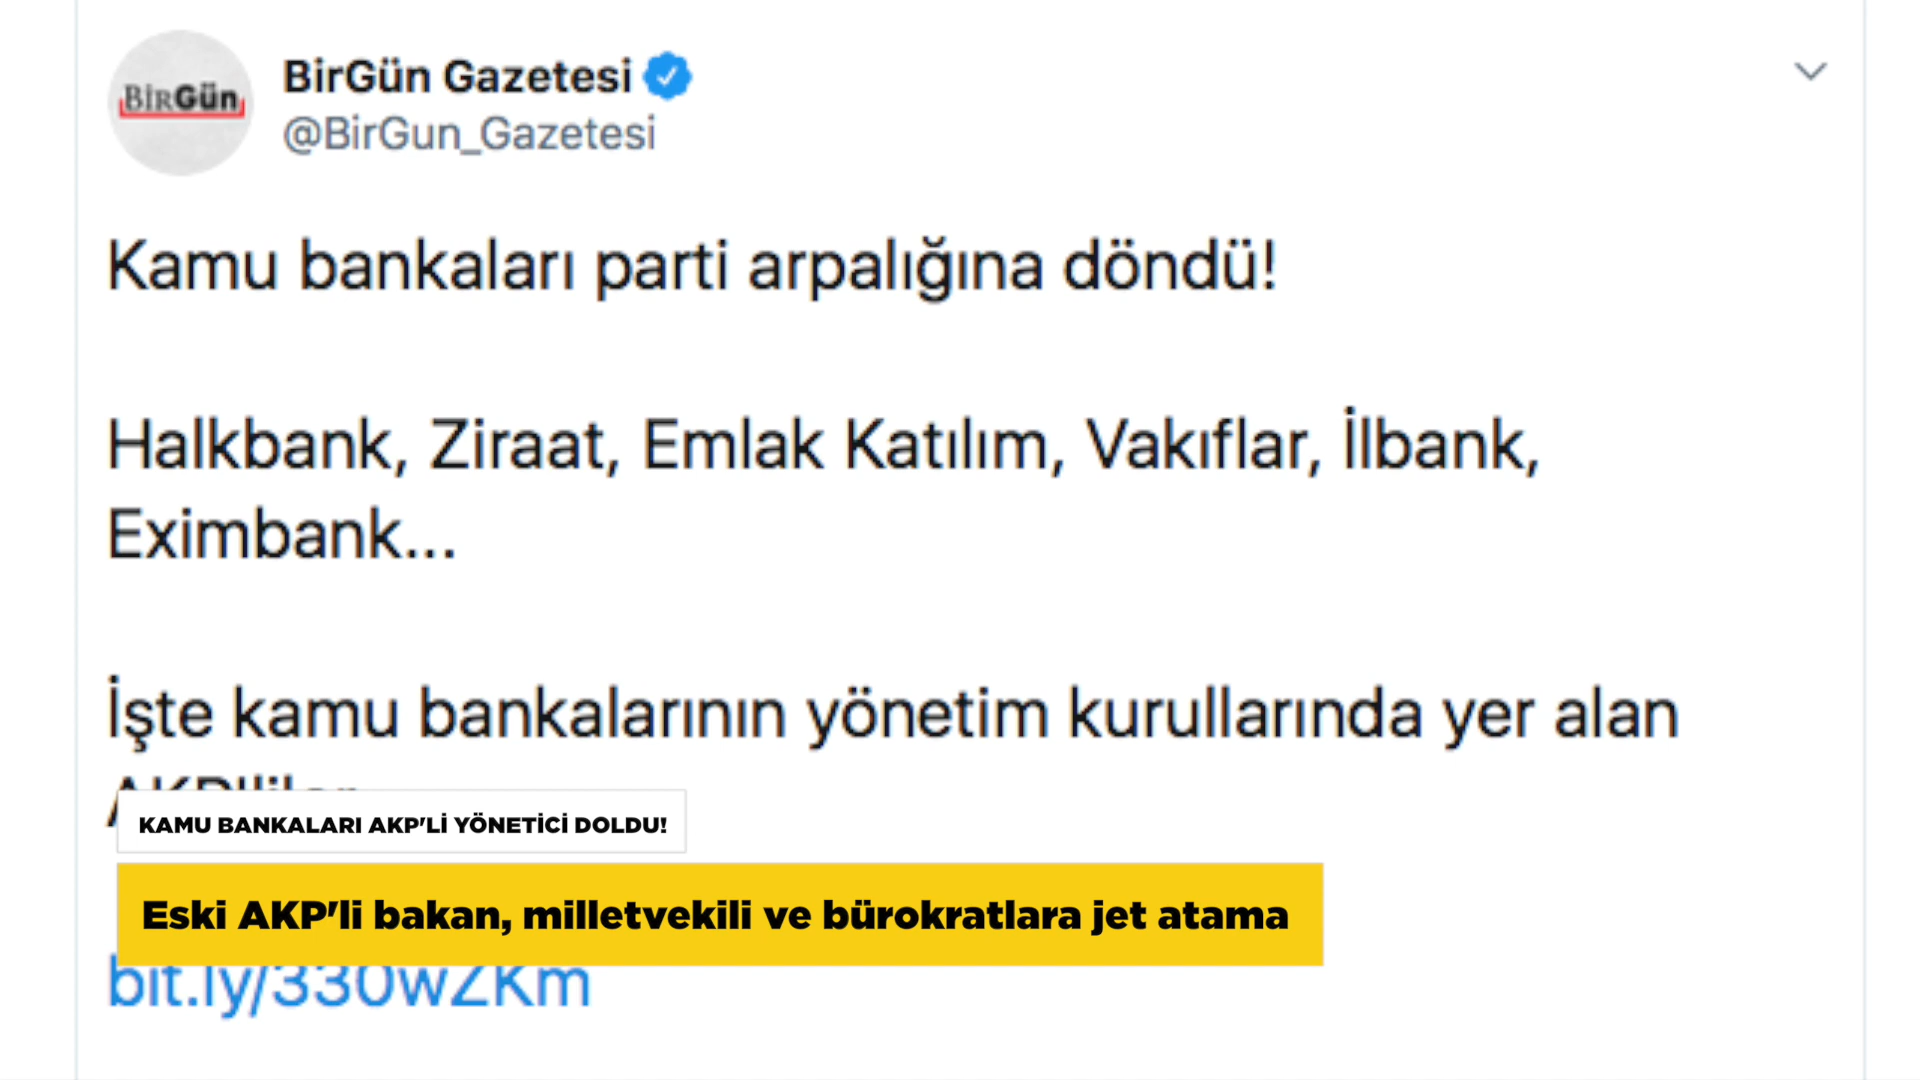 BİRGün
BirGün Gazetesi
@BirGun_Gazetesi
Kamu bankaları parti arpalığına döndü!
Halkbank, Ziraat, Emlak Katılım, Vakıflar, İlbank,
Eximbank...
İşte kamu bankalarının yönetim kurullarında yer alan
KAMU BANKALARI AKP'Lİ YÖNETİCİ DOLDU!
Eski AKP'li bakan, milletvekili ve bürokratlara jet atama